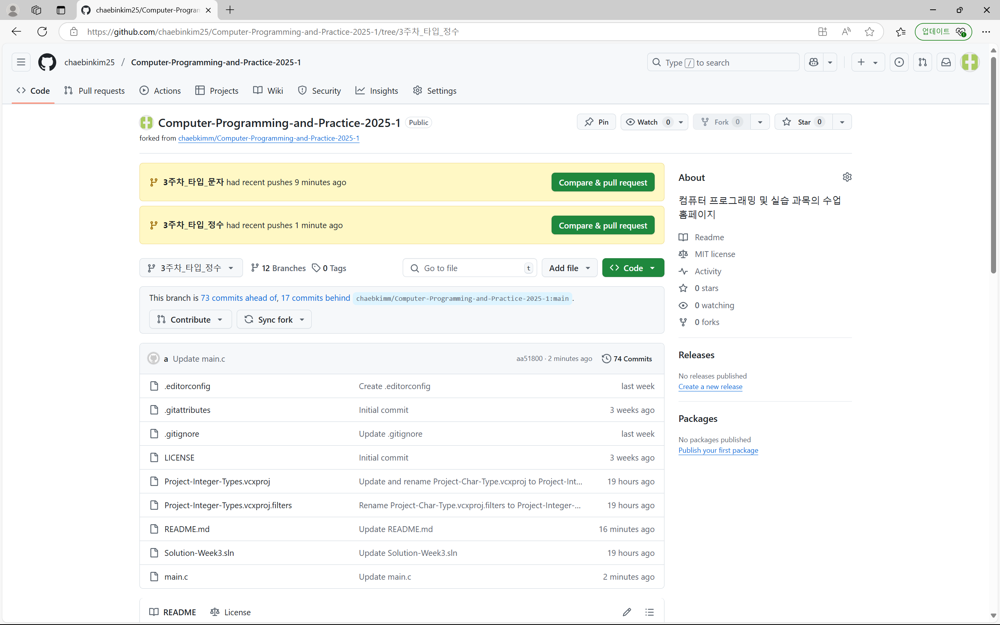 chaebinkim25/Computer-Progran
https://github.com/chaebinkim25/Computer-Programming-and-Practice-2025-1/tree/3주차_타입_정수
업데이트
chaebinkim25 / Computer-Programming-and-Practice-2025-1
Type / to search
Code Pull requests Actions Projects Wiki Security Insights Settings
Computer-Programming-and-Practice-2025-1 Public
Pin Watch 0 Fork 0 Star 0
forked from chaebkimm/Computer-Programming-and-Practice-2025-1
3주차_타입_문자 had recent pushes 9 minutes ago
Compare & pull request
3주차_타입_정수 had recent pushes 1 minute ago
Compare & pull request
3주차_타입_정수 12 Branches 0 Tags
Go to file t Add file Code
This branch is 73 commits ahead of, 17 commits behind chaebkimm/Computer-Programming-and-Practice-2025-1:main .
Contribute Sync fork
a Update main.c aa51800 · 2 minutes ago 74 Commits
.editorconfig Create .editorconfig last week
.gitattributes Initial commit 3 weeks ago
.gitignore Update .gitignore last week
LICENSE Initial commit 3 weeks ago
Project-Integer-Types.vcxproj Update and rename Project-Char-Type.vcxproj to Project-Int... 19 hours ago
Project-Integer-Types.vcxproj.filters Rename Project-Char-Type.vcxproj.filters to Project-Integer-... 19 hours ago
README.md Update README.md 16 minutes ago
Solution-Week3.sln Update Solution-Week3.sln 19 hours ago
main.c Update main.c 2 minutes ago
README License
About
컴퓨터 프로그래밍 및 실습 과목의 수업
홈페이지
Readme
MIT license
Activity
0 stars
0 watching
0 forks
Releases
No releases published
Create a new release
Packages
No packages published
Publish your first package